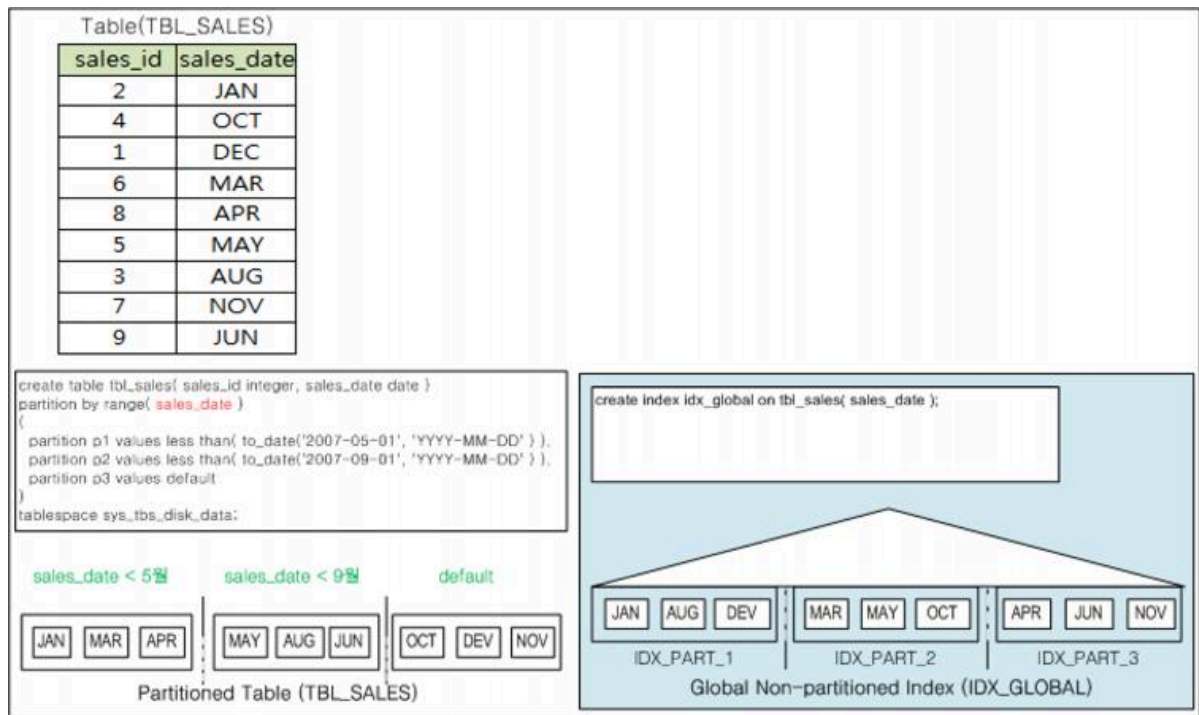 Table(TBL_SALES)
sales_id sales_date
2 JAN
4 OCT
1 DEC
6 MAR
8 APR
5 MAY
3 AUG
7 NOV
9 JUN
create table tbl_sales( sales_id integer, sales_date date )
partition by range( sales_date )
(
partition p1 values less than( to_date('2007-05-01', 'YYYY-MM-DD' ) ),
partition p2 values less than( to_date('2007-09-01', 'YYYY-MM-DD' ) ),
partition p3 values default
)
tablespace sys_tbs_disk_data;
sales_date < 5월 sales_date < 9월 default
JAN MAR APR MAY AUG JUN OCT DEV NOV
Partitioned Table (TBL_SALES)
create index idx_global on tbl_sales( sales_date );
JAN AUG DEV MAR MAY OCT APR JUN NOV
IDX_PART_1 IDX_PART_2 IDX_PART_3
Global Non-partitioned Index (IDX_GLOBAL)